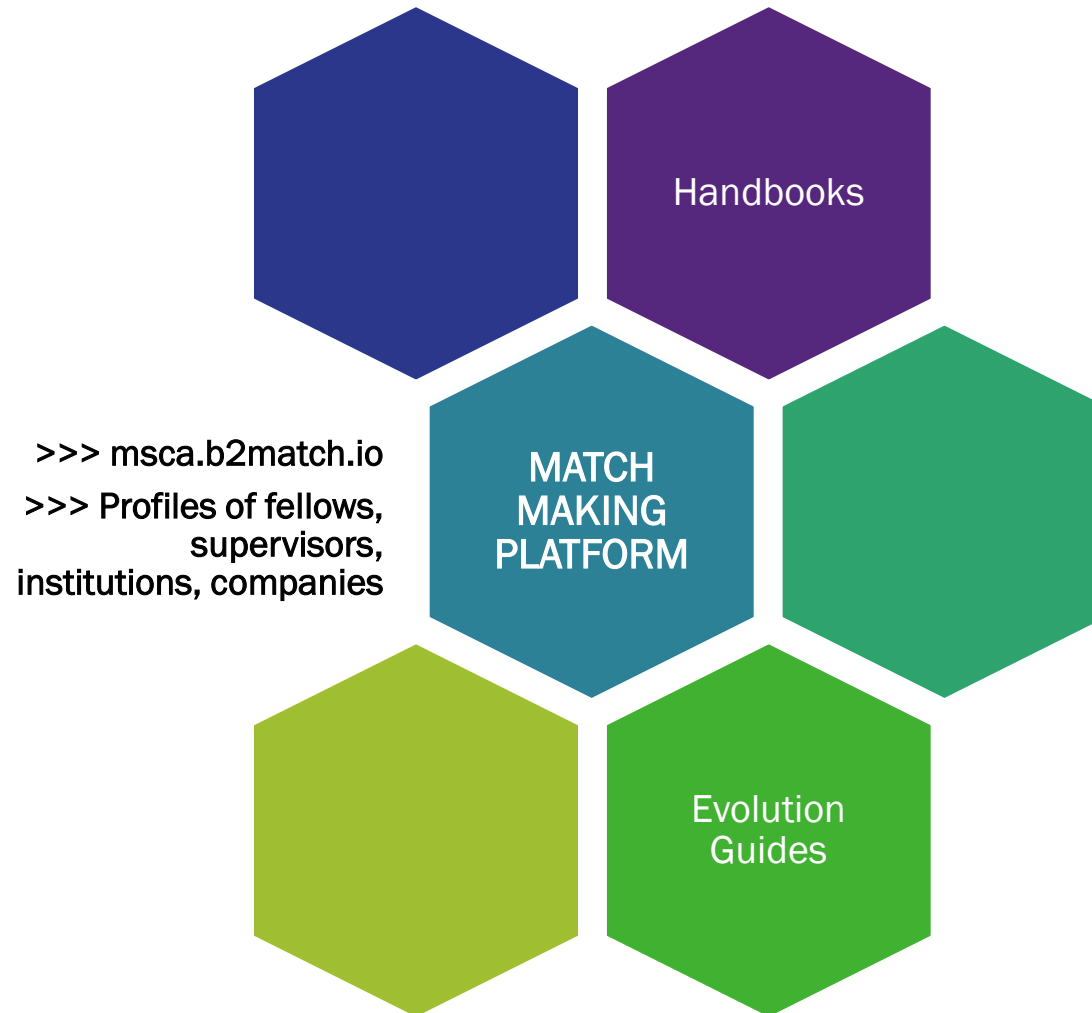 Handbooks
>>> msca.b2match.io
>>> Profiles of fellows,
supervisors,
institutions, companies
MATCH
MAKING
PLATFORM
Evolution
Guides